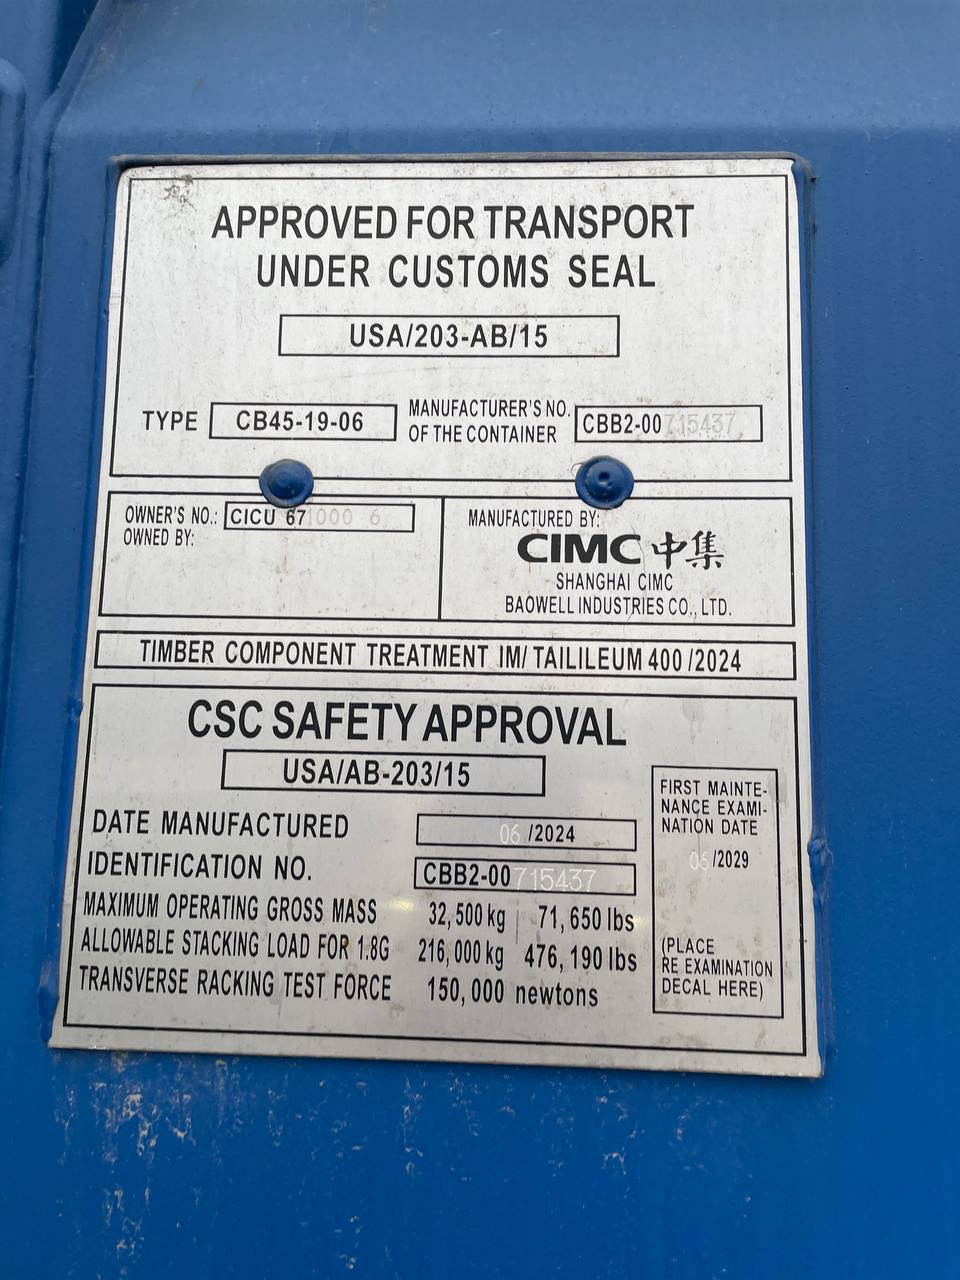 APPROVED FOR TRANSPORT
UNDER CUSTOMS SEAL
USA/203-AB/15
TYPE CB45-19-06
MANUFACTURER'S NO.
OF THE CONTAINER
CBB2-00715437
OWNER'S NO.: CICU 671000 6
OWNED BY:
MANUFACTURED BY:
CIMC 中集
SHANGHAI CIMC
BAOWELL INDUSTRIES CO., LTD.
TIMBER COMPONENT TREATMENT IM/ TAILILEUM 400 /2024
CSC SAFETY APPROVAL
USA/AB-203/15
DATE MANUFACTURED 06 /2024
IDENTIFICATION NO. CBB2-00715437
MAXIMUM OPERATING GROSS MASS 32,500 kg 71,650 lbs
ALLOWABLE STACKING LOAD FOR 1.8G 216,000 kg 476,190 lbs
TRANSVERSE RACKING TEST FORCE 150,000 newtons
FIRST MAINTE-
NANCE EXAMI-
NATION DATE
06 /2029
(PLACE
RE EXAMINATION
DECAL HERE)